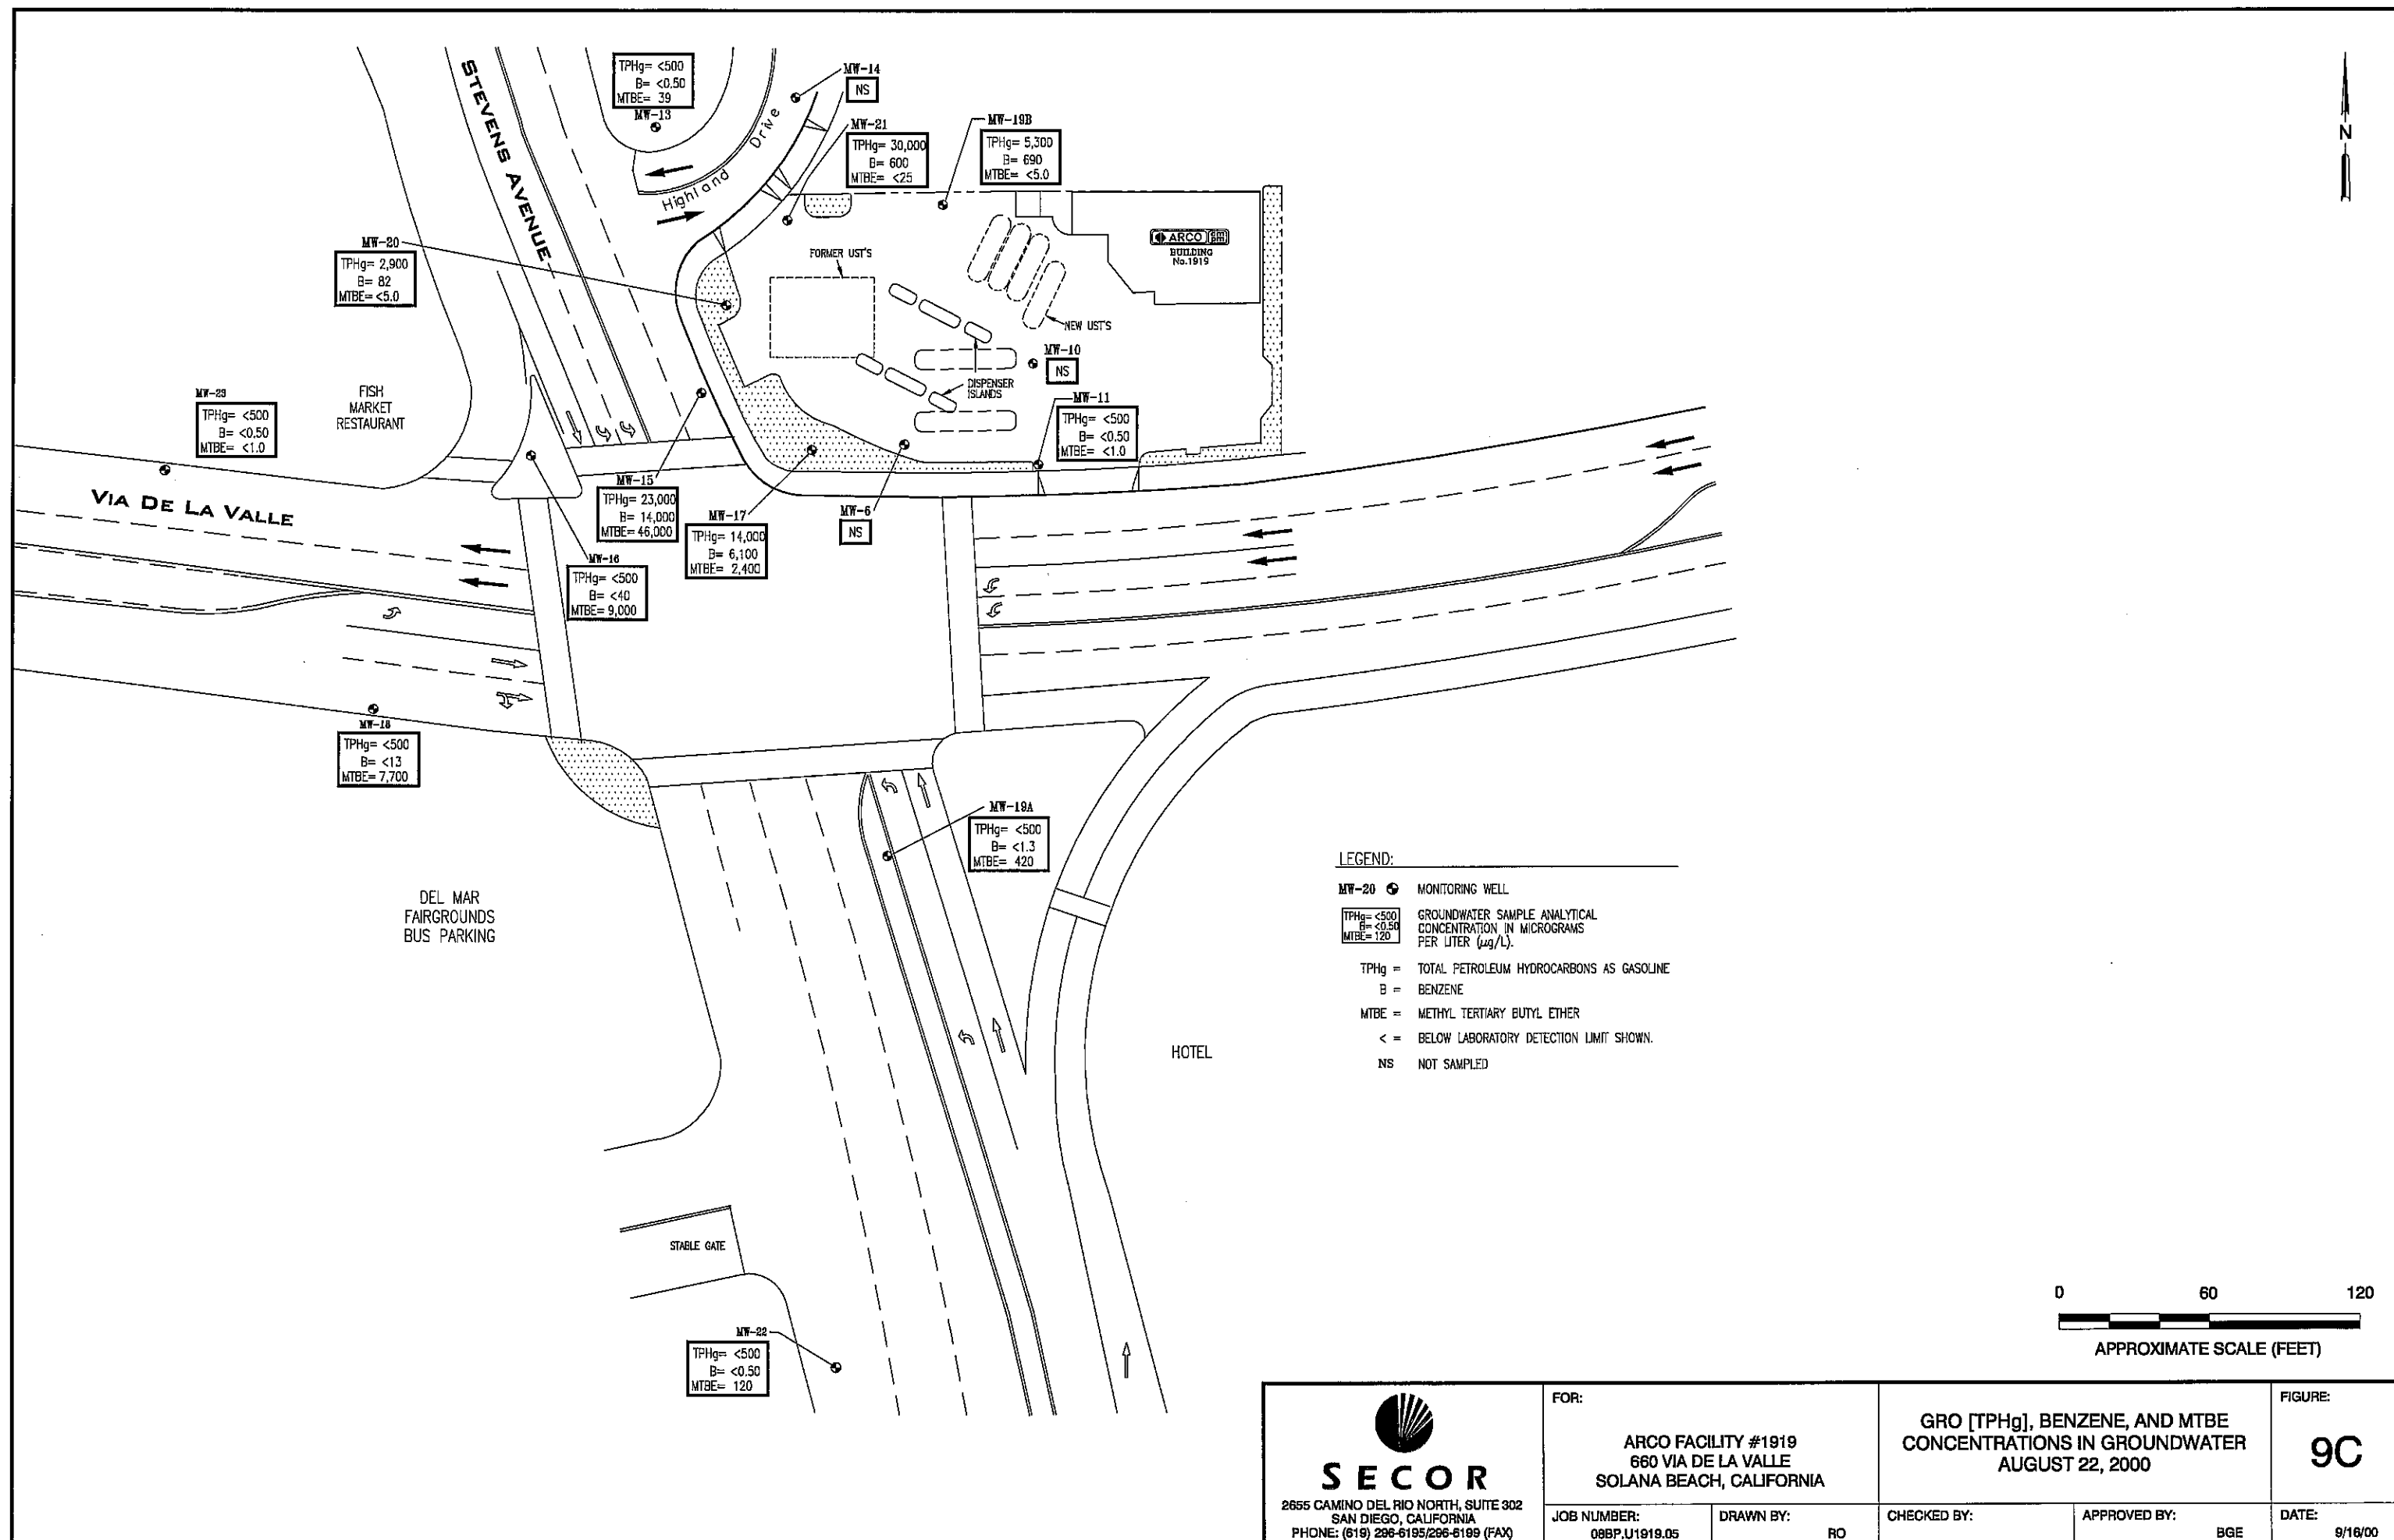 STEVENS AVENUE
TPHg= <500
B= <0.50
MTBE= 39
MW-13
MW-14
NS
Highland Drive
MW-21
TPHg= 30,000
B= 600
MTBE= <25
MW-19B
TPHg= 5,300
B= 690
MTBE= <5.0
MW-20
TPHg= 2,900
B= 82
MTBE= <5.0
FORMER UST'S
ARCO
BUILDING
No.1919
NEW UST'S
MW-10
NS
DISPENSER
ISLANDS
MW-11
TPHg= <500
B= <0.50
MTBE= <1.0
MW-23
TPHg= <500
B= <0.50
MTBE= <1.0
FISH
MARKET
RESTAURANT
VIA DE LA VALLE
MW-15
TPHg= 23,000
B= 14,000
MTBE= 46,000
MW-17
TPHg= 14,000
B= 6,100
MTBE= 2,400
MW-6
NS
MW-16
TPHg= <500
B= <40
MTBE= 9,000
MW-18
TPHg= <500
B= <13
MTBE= 7,700
MW-19A
TPHg= <500
B= <1.3
MTBE= 420
DEL MAR
FAIRGROUNDS
BUS PARKING
HOTEL
STABLE GATE
MW-22
TPHg= <500
B= <0.50
MTBE= 120
N
LEGEND:
MW-20 MONITORING WELL
TPHg= <500
B= <0.50
MTBE= 120
GROUNDWATER SAMPLE ANALYTICAL
CONCENTRATION IN MICROGRAMS
PER LITER (µg/L).
TPHg = TOTAL PETROLEUM HYDROCARBONS AS GASOLINE
B = BENZENE
MTBE = METHYL TERTIARY BUTYL ETHER
< = BELOW LABORATORY DETECTION LIMIT SHOWN.
NS NOT SAMPLED
0 60 120
APPROXIMATE SCALE (FEET)
SECOR
2655 CAMINO DEL RIO NORTH, SUITE 302
SAN DIEGO, CALIFORNIA
PHONE: (619) 296-6195/296-6199 (FAX)
FOR:
ARCO FACILITY #1919
660 VIA DE LA VALLE
SOLANA BEACH, CALIFORNIA
GRO [TPHg], BENZENE, AND MTBE
CONCENTRATIONS IN GROUNDWATER
AUGUST 22, 2000
FIGURE:
9C
JOB NUMBER:
08BP.U1919.05
DRAWN BY:
RO
CHECKED BY:
APPROVED BY:
BGE
DATE:
9/16/00